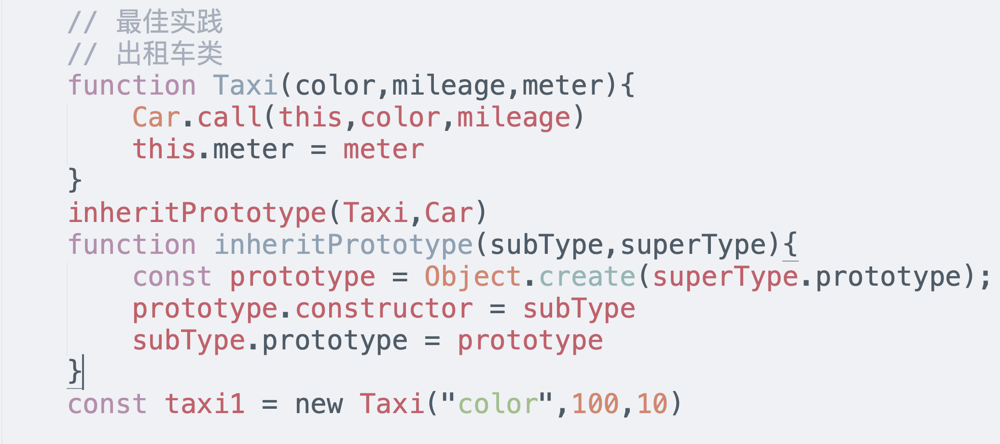 // 最佳实践
// 出租车类
function Taxi(color,mileage,meter){
    Car.call(this,color,mileage)
    this.meter = meter
}
inheritPrototype(Taxi,Car)
function inheritPrototype(subType,superType){
    const prototype = Object.create(superType.prototype);
    prototype.constructor = subType
    subType.prototype = prototype
}
const taxi1 = new Taxi("color",100,10)